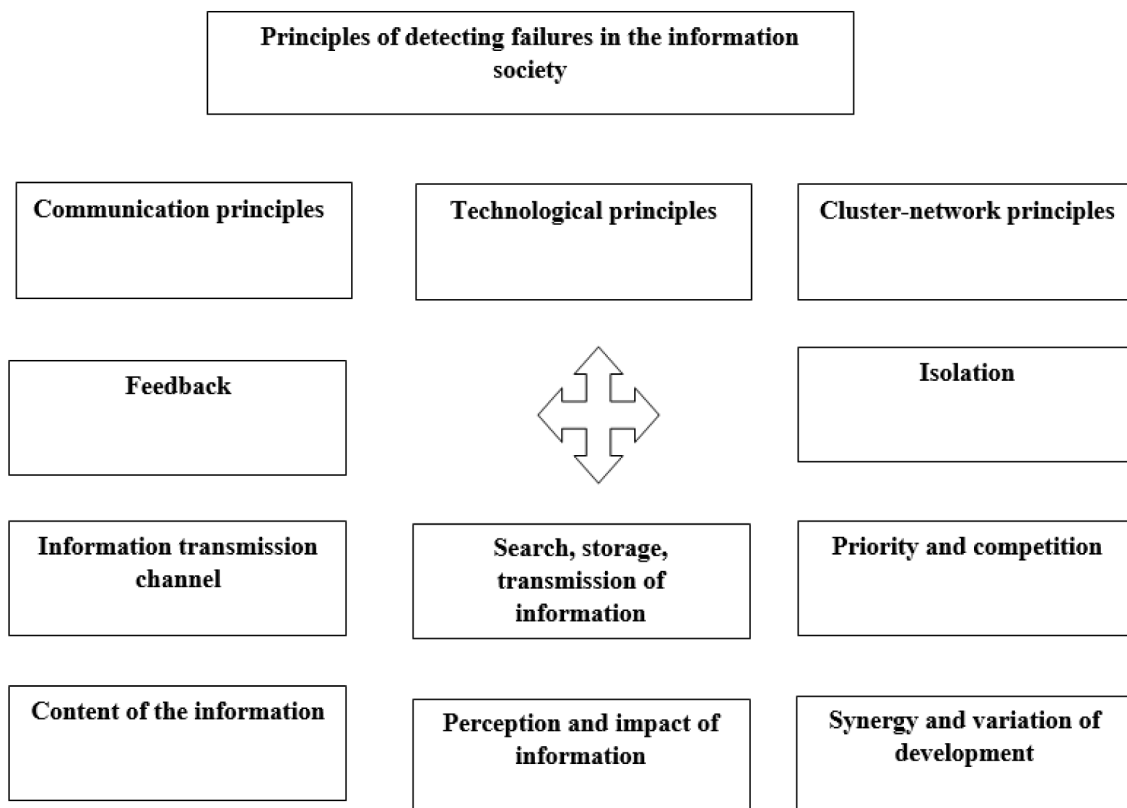 Principles of detecting failures in the information
society
Communication principles
Technological principles
Cluster-network principles
Feedback
Isolation
Information transmission
channel
Search, storage,
transmission of
information
Priority and competition
Content of the information
Perception and impact of
information
Synergy and variation of
development